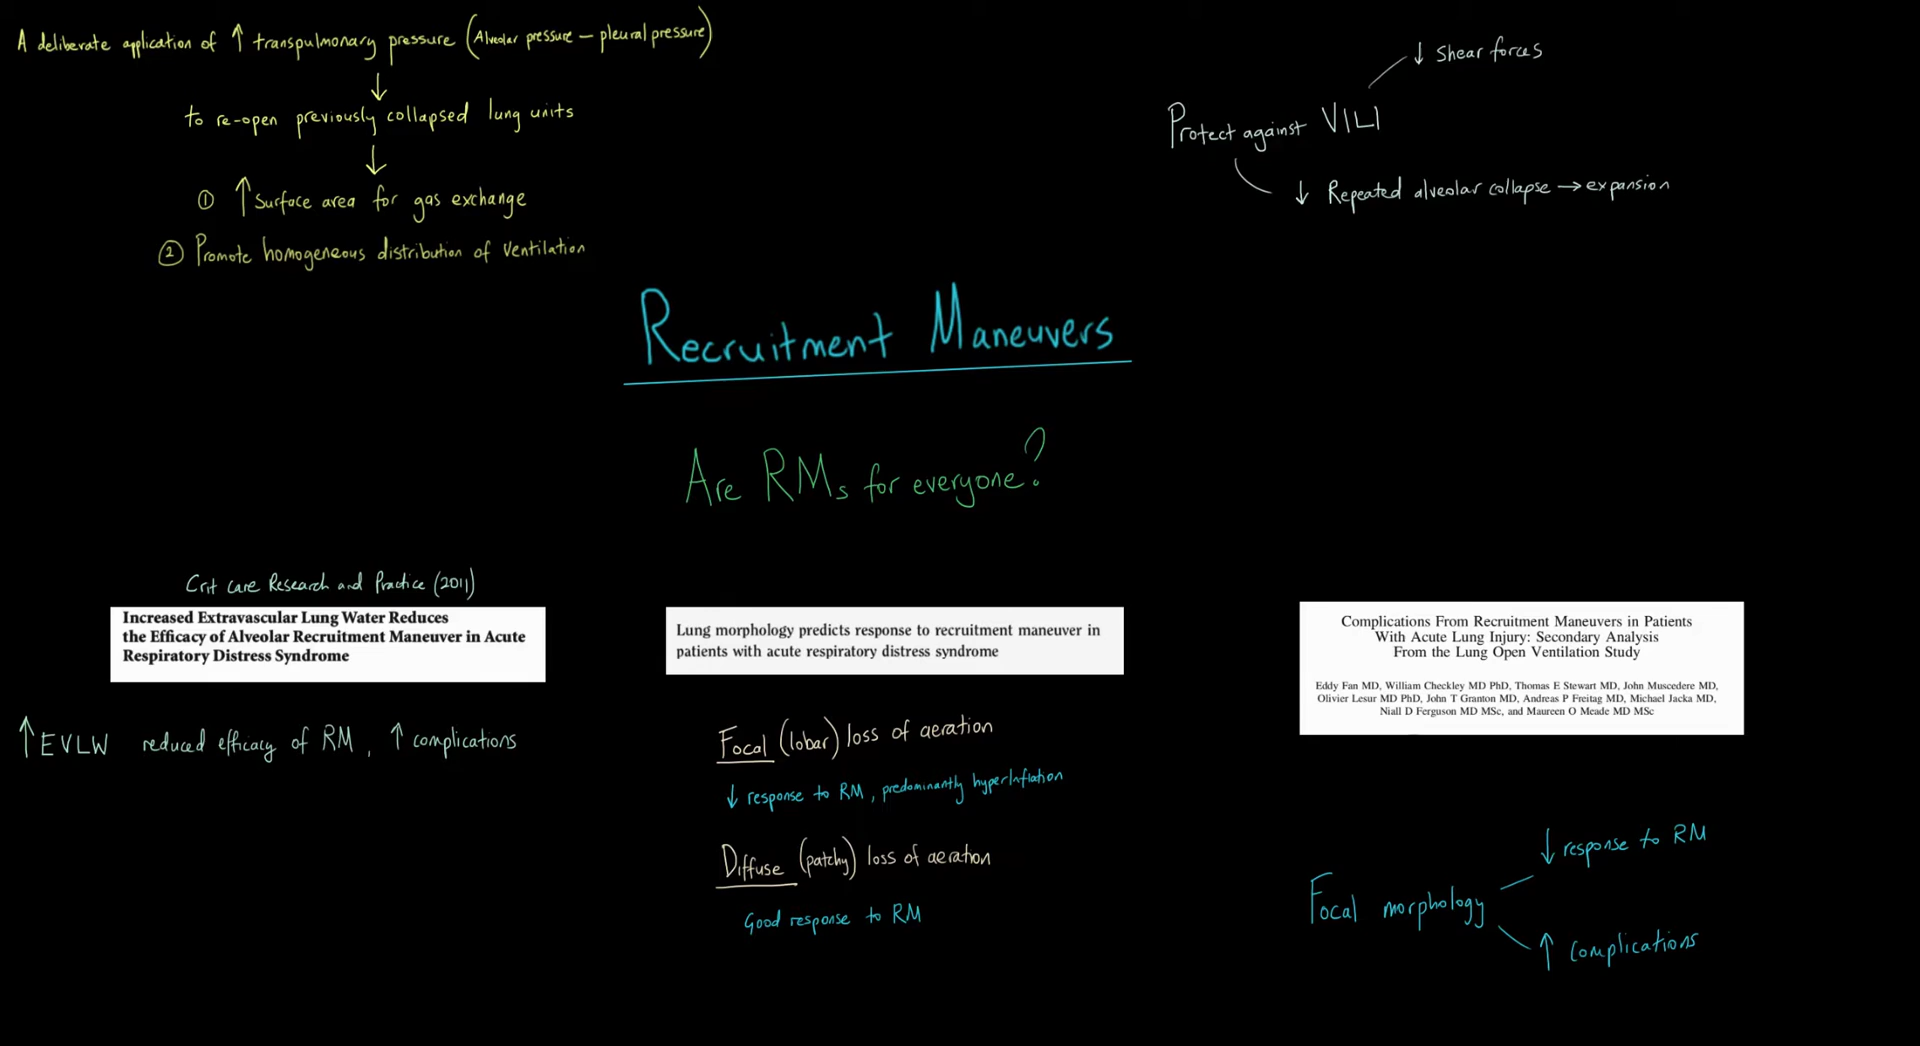 A deliberate application of ↑ transpulmonary pressure (Alveolar pressure – pleural pressure)
↓
to re-open previously collapsed lung units
↓
① ↑ Surface area for gas exchange
② Promote homogeneous distribution of ventilation
↓ Shear forces
Protect against VILI
↓ Repeated alveolar collapse → expansion
Recruitment Maneuvers
Are RMs for everyone?
Crit care Research and Practice (2011)
Increased Extravascular Lung Water Reduces
the Efficacy of Alveolar Recruitment Maneuver in Acute
Respiratory Distress Syndrome
↑ EVLW reduced efficacy of RM, ↑ complications
Lung morphology predicts response to recruitment maneuver in
patients with acute respiratory distress syndrome
Focal (lobar) loss of aeration
↓ response to RM, predominantly hyperinflation
Diffuse (patchy) loss of aeration
Good response to RM
Complications From Recruitment Maneuvers in Patients
With Acute Lung Injury: Secondary Analysis
From the Lung Open Ventilation Study
Eddy Fan MD, William Checkley MD PhD, Thomas E Stewart MD, John Muscedere MD,
Olivier Lesur MD PhD, John T Granton MD, Andreas P Freitag MD, Michael Jacka MD,
Niall D Ferguson MD MSc, and Maureen O Meade MD MSc
↓ response to RM
Focal morphology
↑ complications